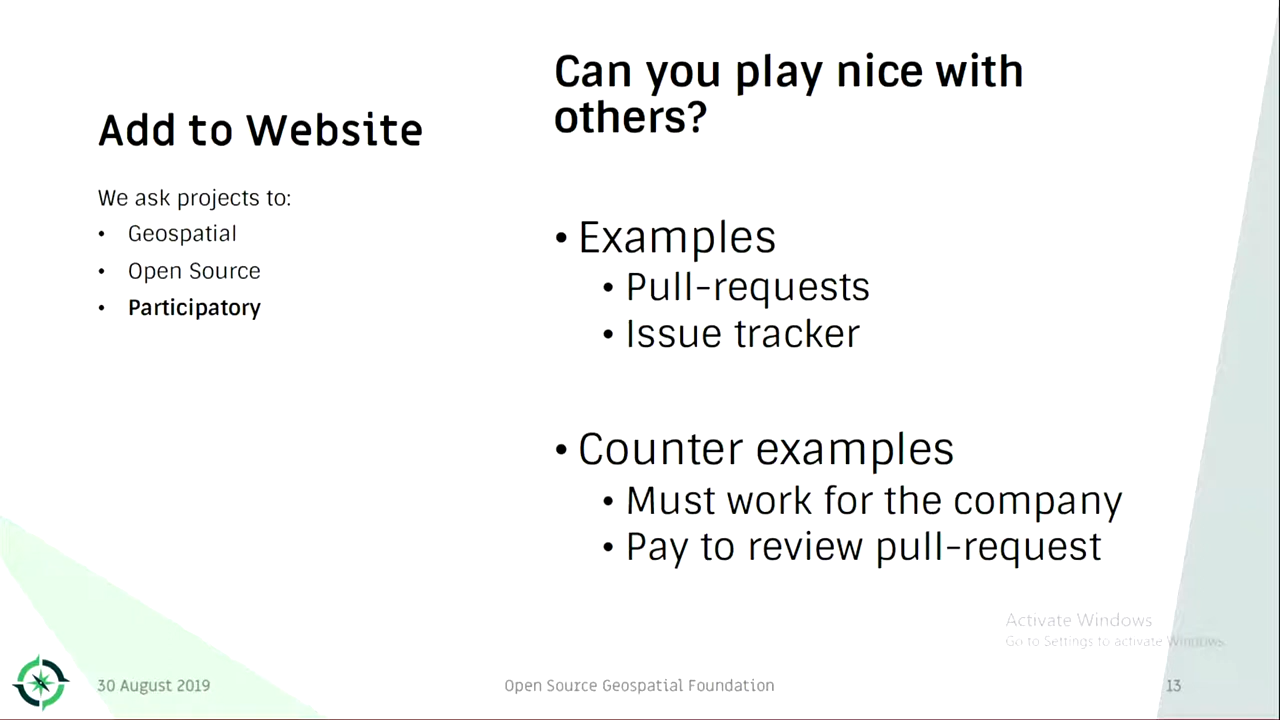 Add to Website
We ask projects to:
• Geospatial
• Open Source
• Participatory
Can you play nice with
others?
• Examples
• Pull-requests
• Issue tracker
• Counter examples
• Must work for the company
• Pay to review pull-request
Activate Windows
Go to Settings to activate Windows.
30 August 2019
Open Source Geospatial Foundation
13